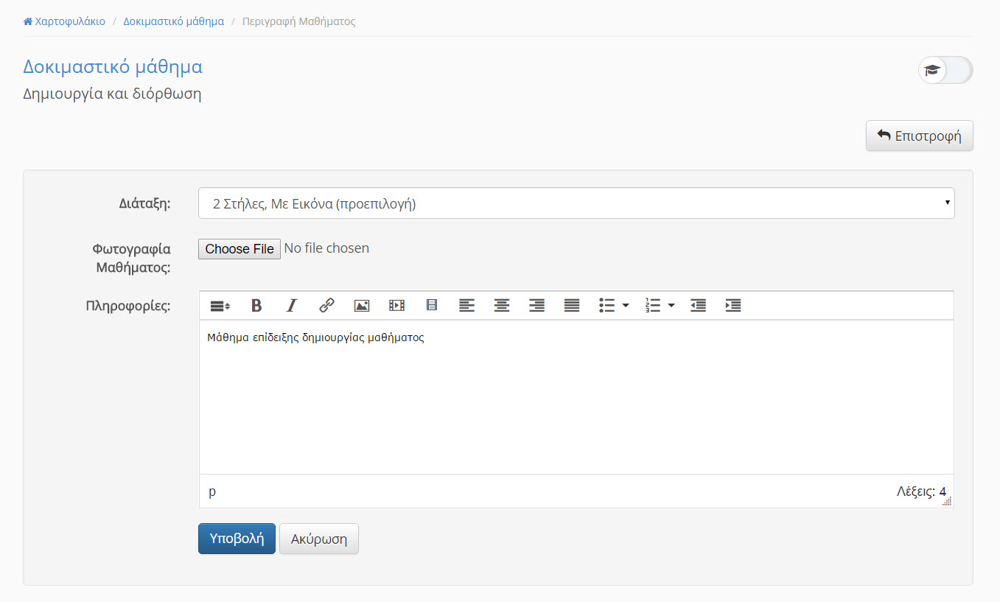 Χαρτοφυλάκιο / Δοκιμαστικό μάθημα / Περιγραφή Μαθήματος
Δοκιμαστικό μάθημα
Δημιουργία και διόρθωση
Επιστροφή
Διάταξη: 2 Στήλες, Με Εικόνα (προεπιλογή)
Φωτογραφία Μαθήματος: Choose File No file chosen
Πληροφορίες:
Μάθημα επίδειξης δημιουργίας μαθήματος
p Λέξεις: 4
Υποβολή Ακύρωση